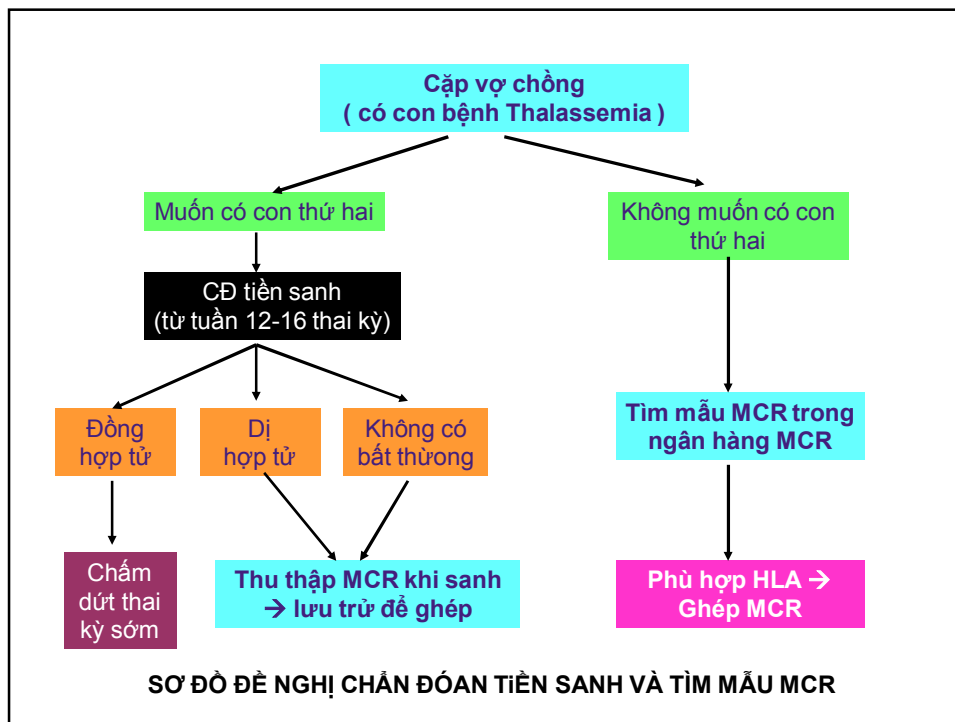 Cặp vợ chồng
( có con bệnh Thalassemia )
Muốn có con thứ hai
Không muốn có con
thứ hai
CĐ tiền sanh
(từ tuần 12-16 thai kỳ)
Đồng
hợp tử
Dị
hợp tử
Không có
bất thừong
Tìm mẫu MCR trong
ngân hàng MCR
Chấm
dứt thai
kỳ sớm
Thu thập MCR khi sanh
→ lưu trử để ghép
Phù hợp HLA →
Ghép MCR
SƠ ĐỒ ĐỀ NGHỊ CHẨN ĐÓAN TiỀN SANH VÀ TÌM MẪU MCR